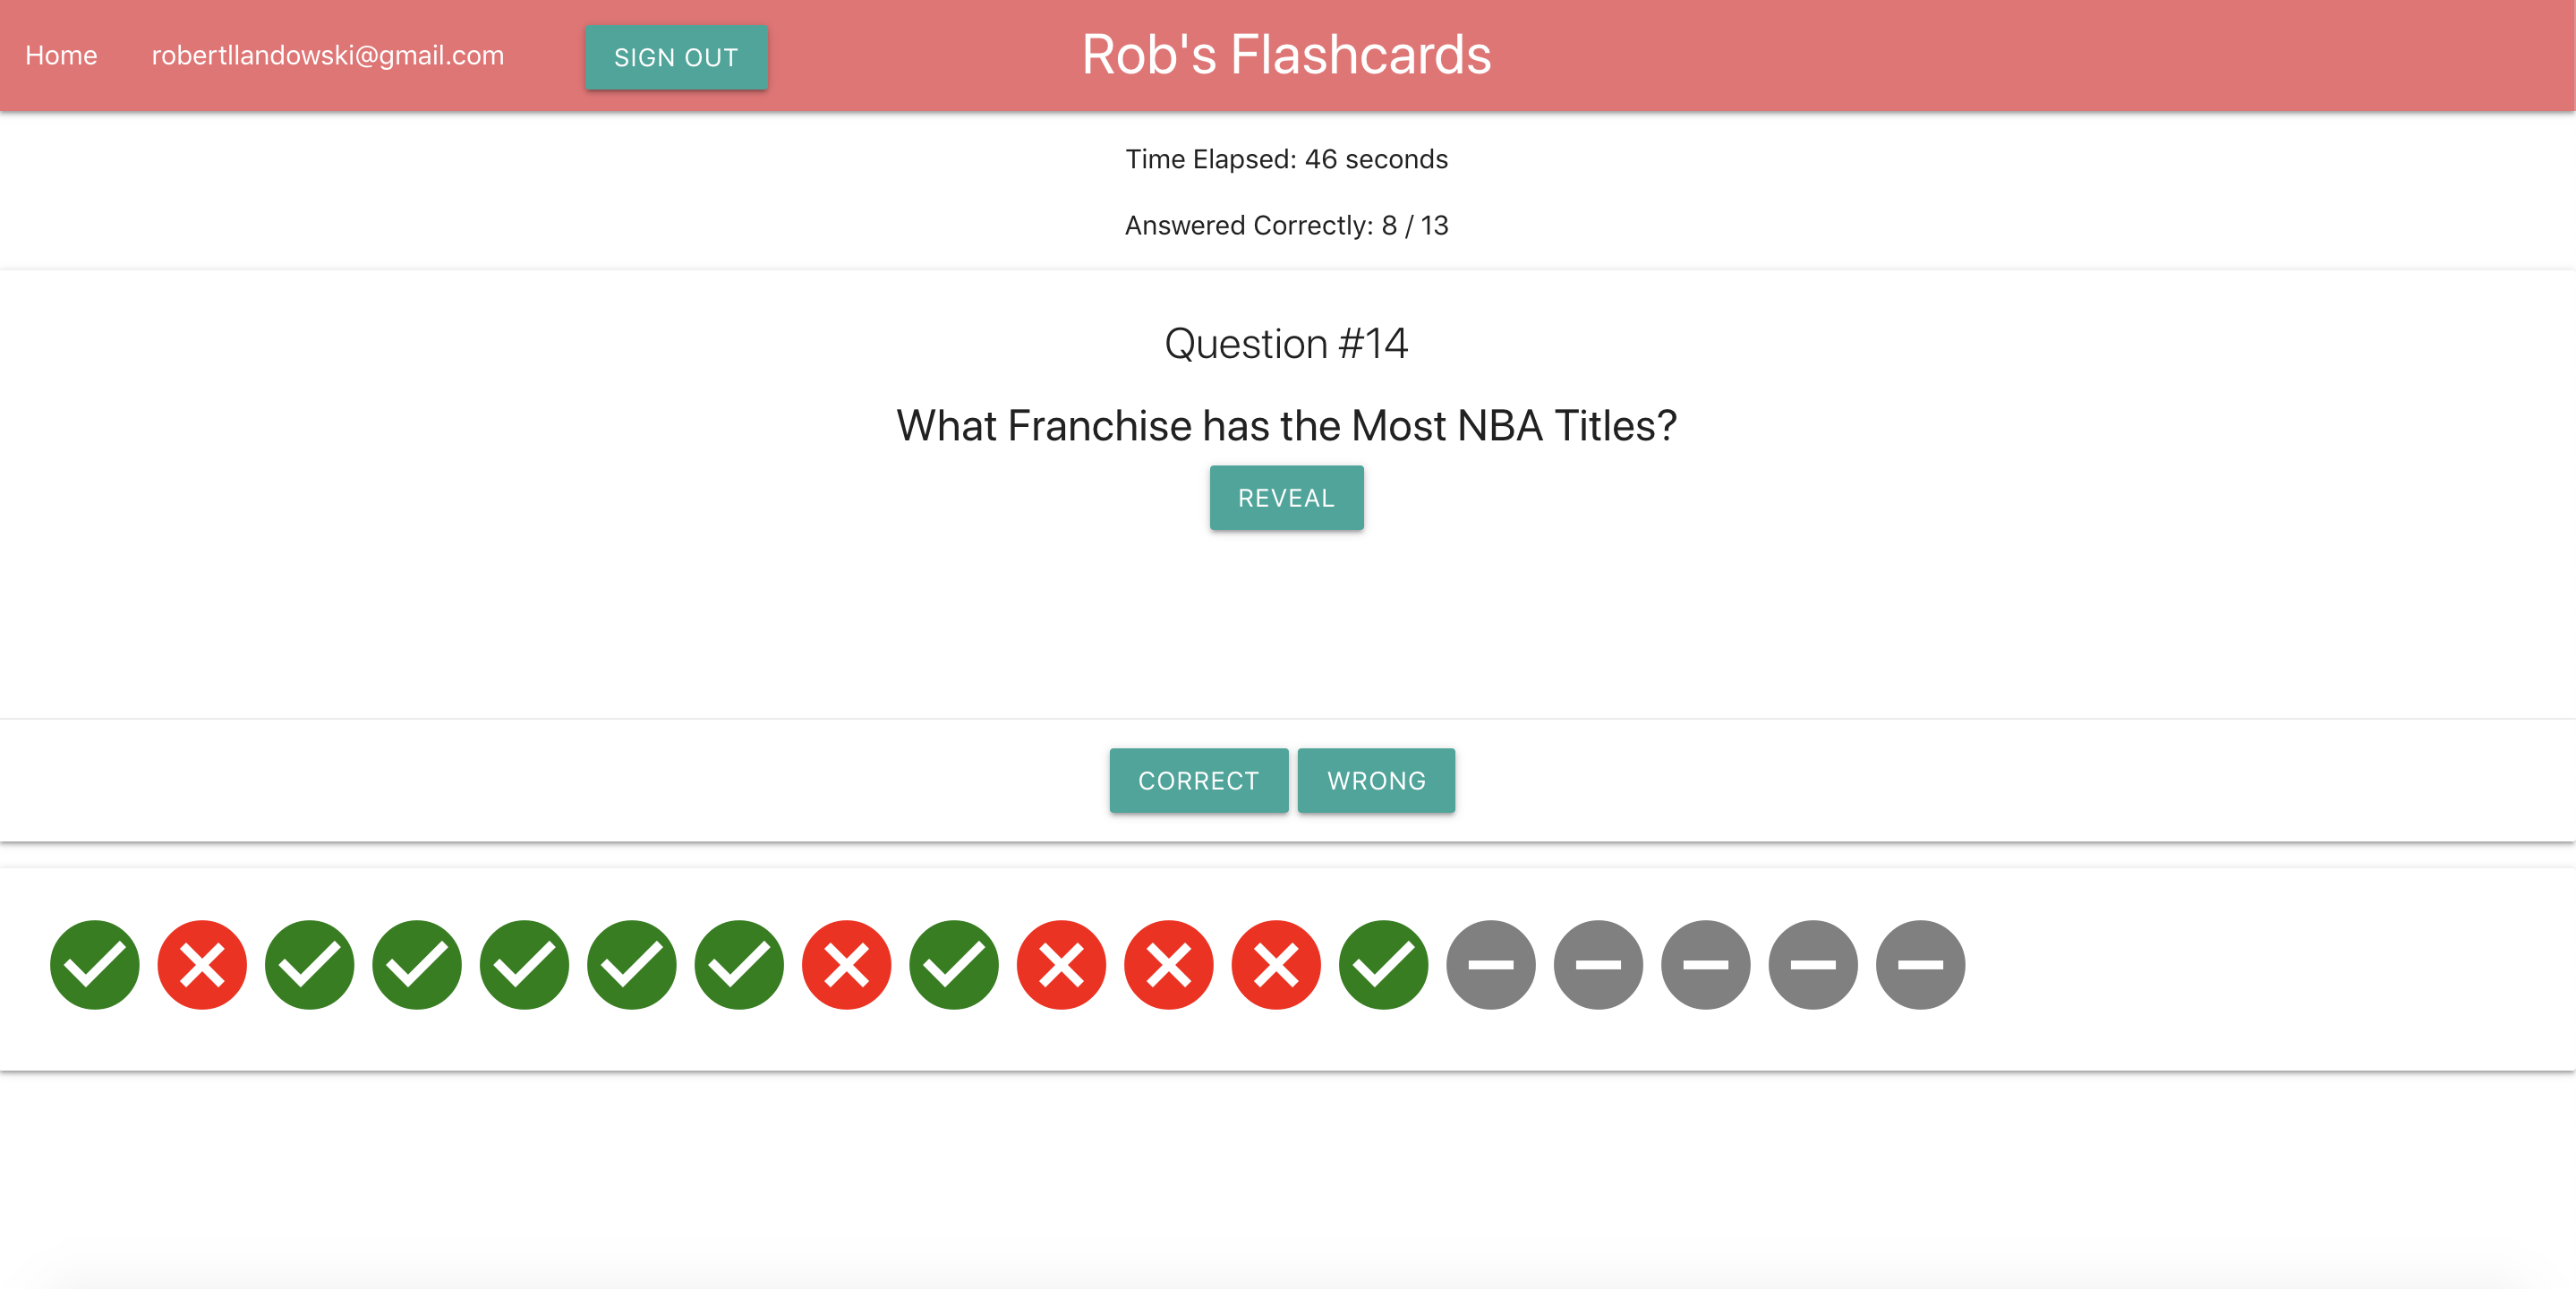 Home robertllandowski@gmail.com SIGN OUT Rob's Flashcards
Time Elapsed: 46 seconds
Answered Correctly: 8 / 13
Question #14
What Franchise has the Most NBA Titles?
REVEAL
CORRECT WRONG